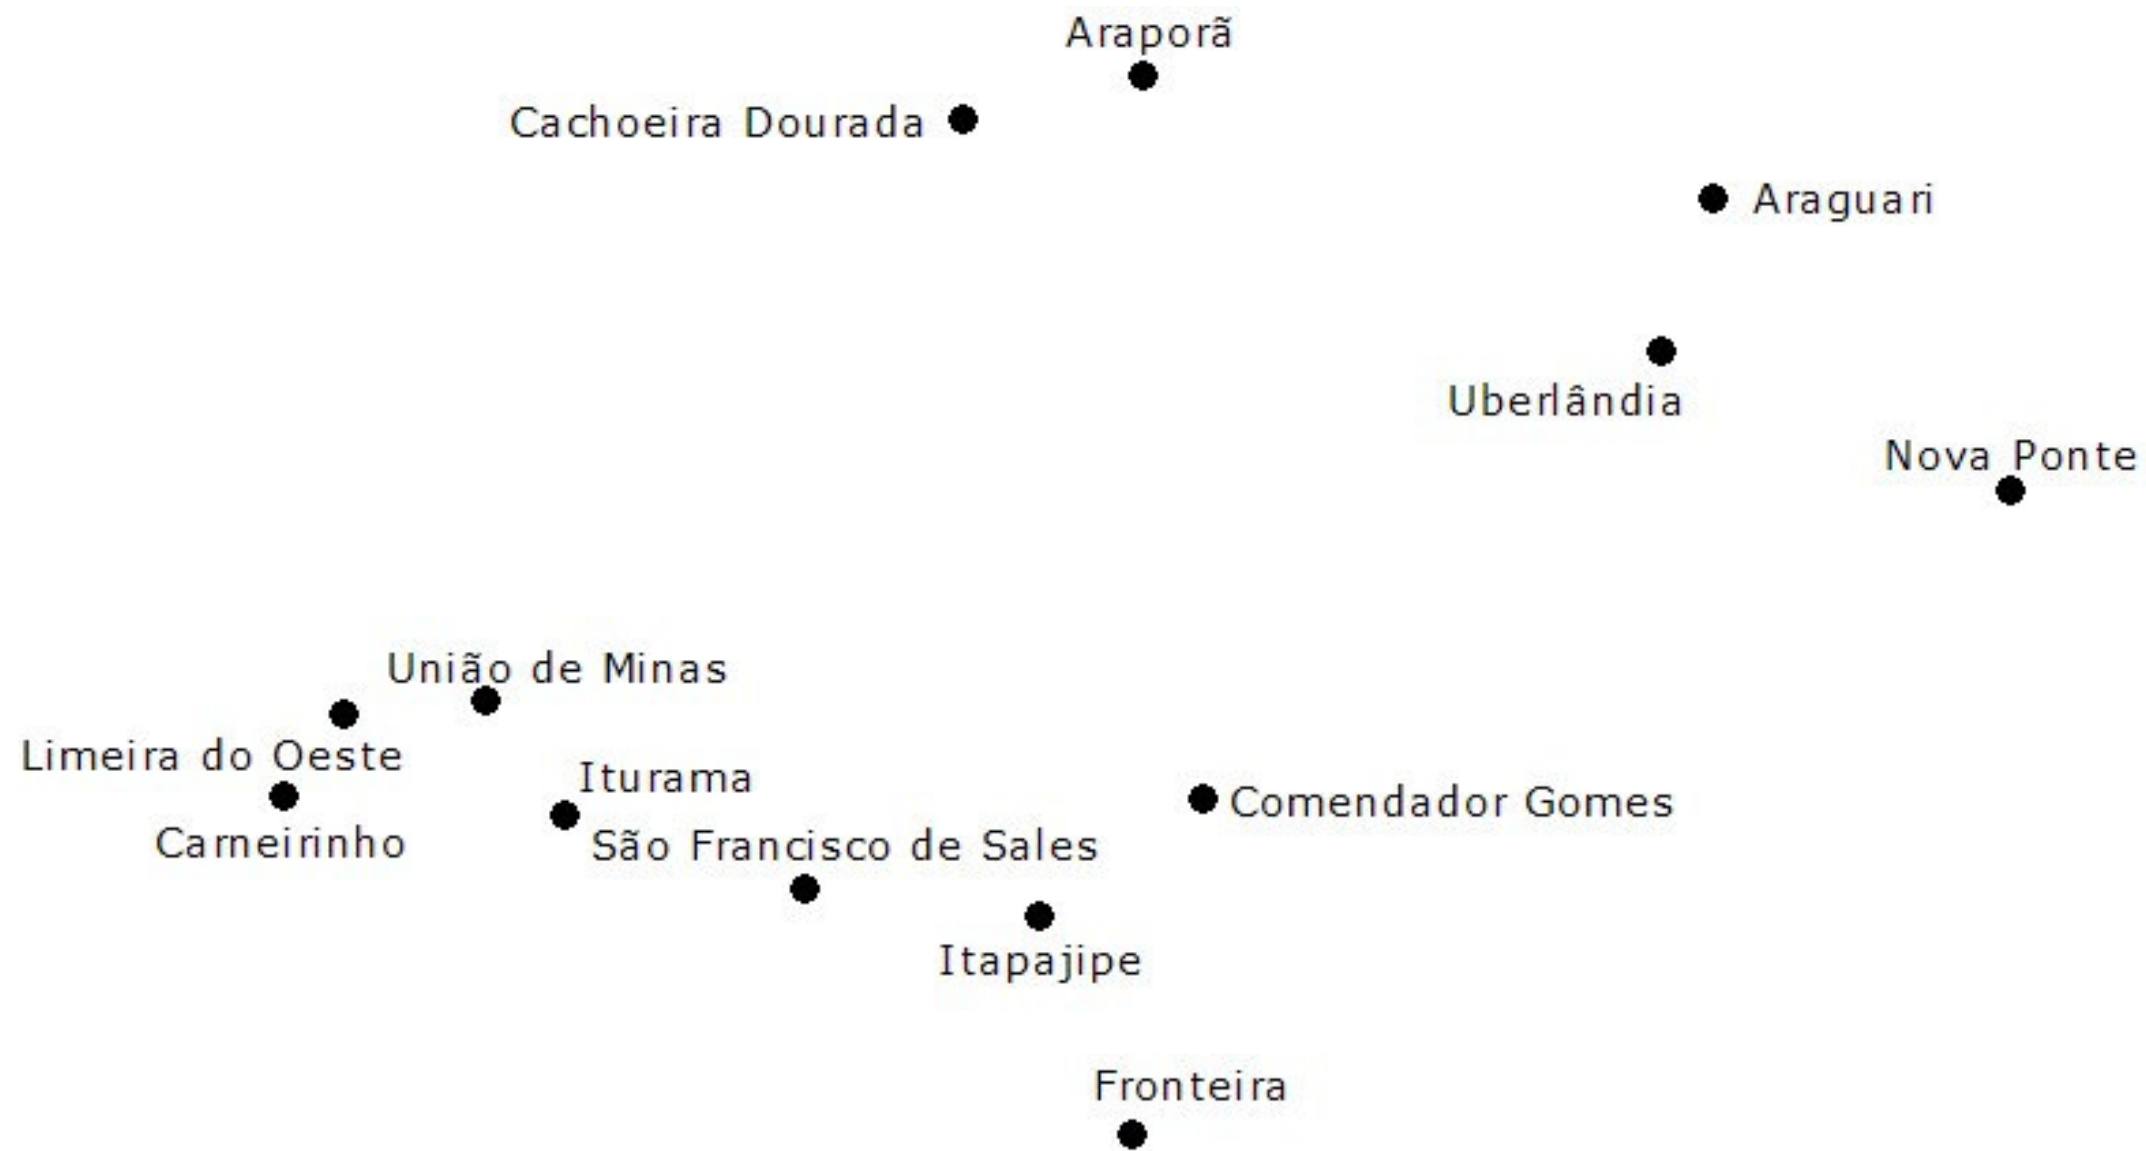 Araporã
Cachoeira Dourada
Araguari
Uberlândia
Nova Ponte
União de Minas
Limeira do Oeste
Iturama
Comendador Gomes
Carneirinho
São Francisco de Sales
Itapajipe
Fronteira